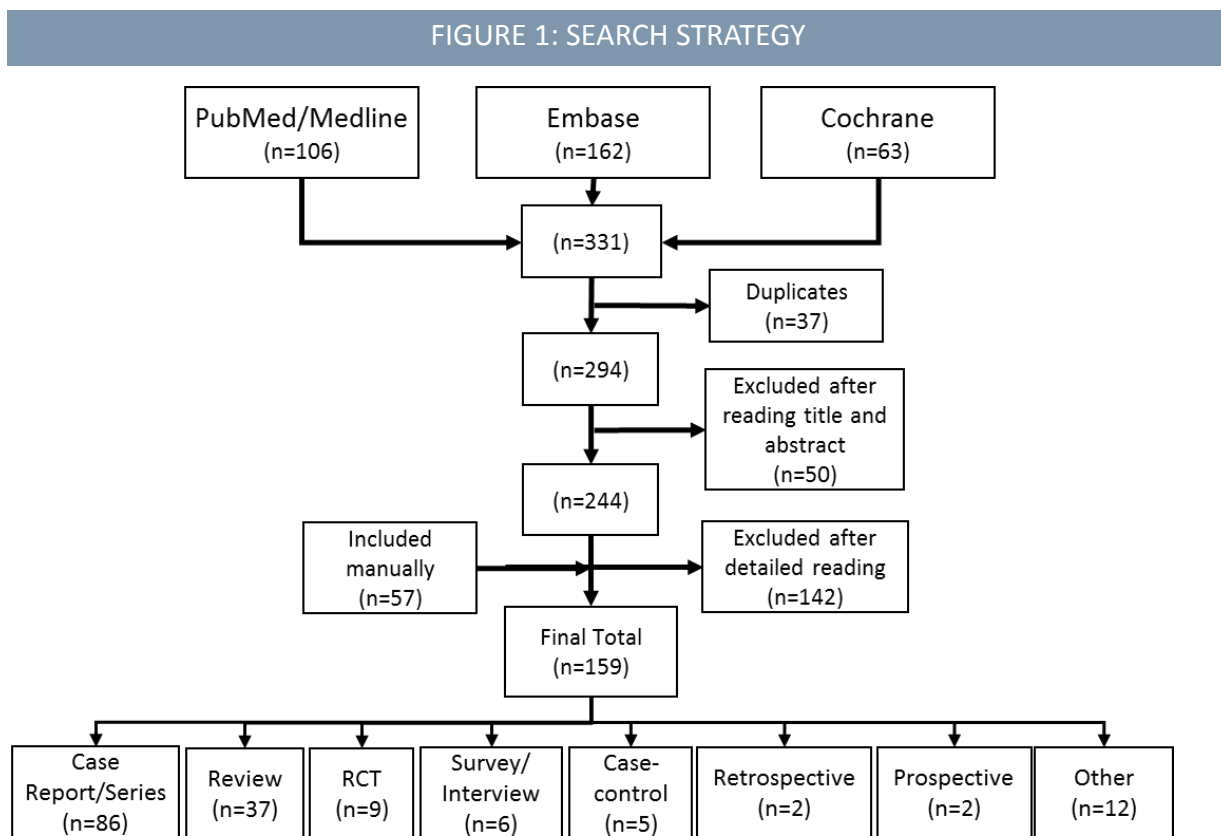 FIGURE 1: SEARCH STRATEGY
PubMed/Medline
(n=106)
Embase
(n=162)
Cochrane
(n=63)
(n=331)
Duplicates
(n=37)
(n=294)
Excluded after
reading title and
abstract
(n=50)
(n=244)
Included
manually
(n=57)
Excluded after
detailed reading
(n=142)
Final Total
(n=159)
Case
Report/Series
(n=86)
Review
(n=37)
RCT
(n=9)
Survey/
Interview
(n=6)
Case-
control
(n=5)
Retrospective
(n=2)
Prospective
(n=2)
Other
(n=12)